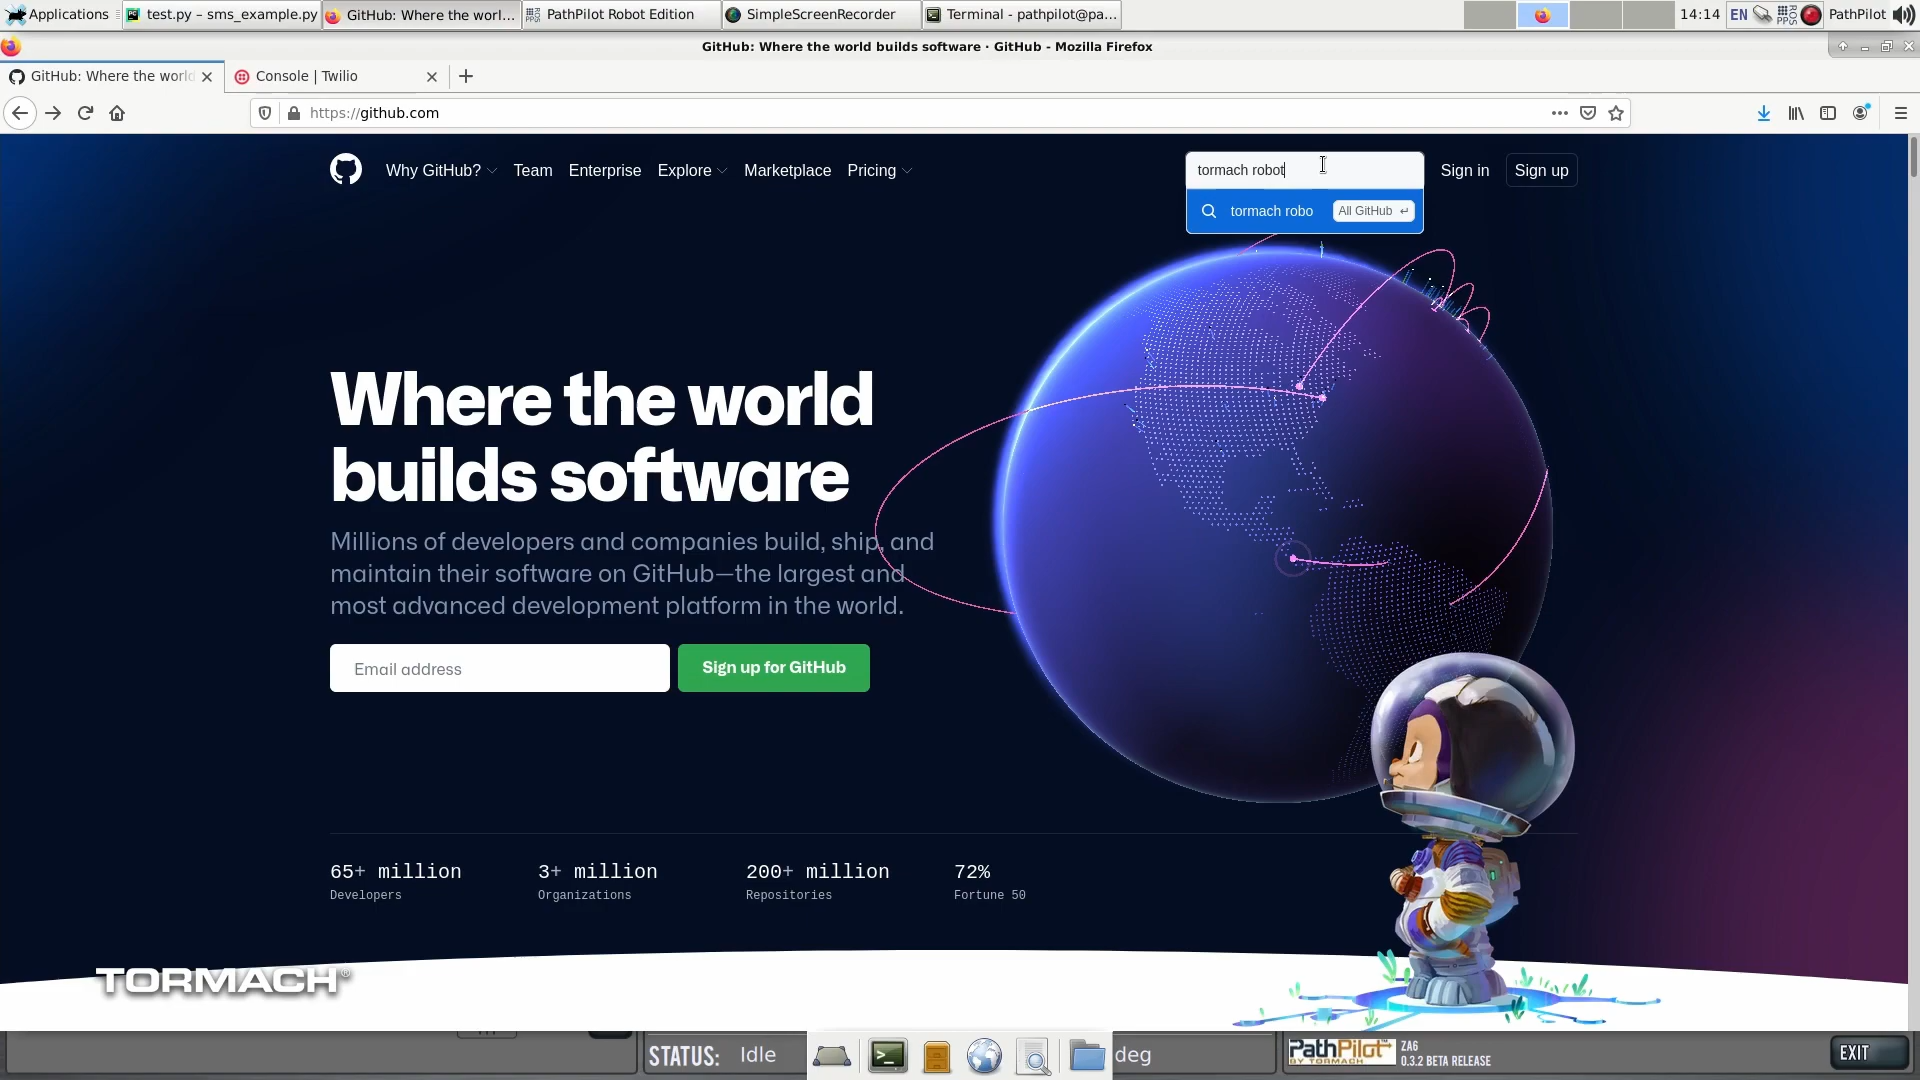 Applications
test.py – sms_example.py
GitHub: Where the worl...
PathPilot Robot Edition
SimpleScreenRecorder
Terminal - pathpilot@pa...
14:14
EN
PathPilot
GitHub: Where the world builds software · GitHub - Mozilla Firefox
GitHub: Where the world
Console | Twilio
https://github.com
Why GitHub?
Team
Enterprise
Explore
Marketplace
Pricing
tormach robot
Sign in
Sign up
tormach robo
All GitHub ↵
Where the world
builds software
Millions of developers and companies build, ship, and
maintain their software on GitHub—the largest and
most advanced development platform in the world.
Email address
Sign up for GitHub
65+ million
Developers
3+ million
Organizations
200+ million
Repositories
72%
Fortune 50
TORMACH®
STATUS: Idle
deg
PathPilot
BY TORMACH
ZA6
0.3.2 BETA RELEASE
EXIT